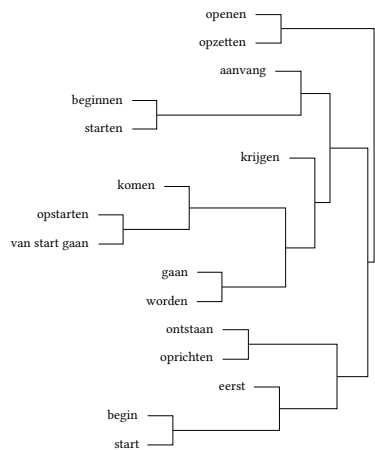 openen
opzetten
aanvang
beginnen
starten
krijgen
komen
opstarten
van start gaan
gaan
worden
ontstaan
oprichten
eerst
begin
start